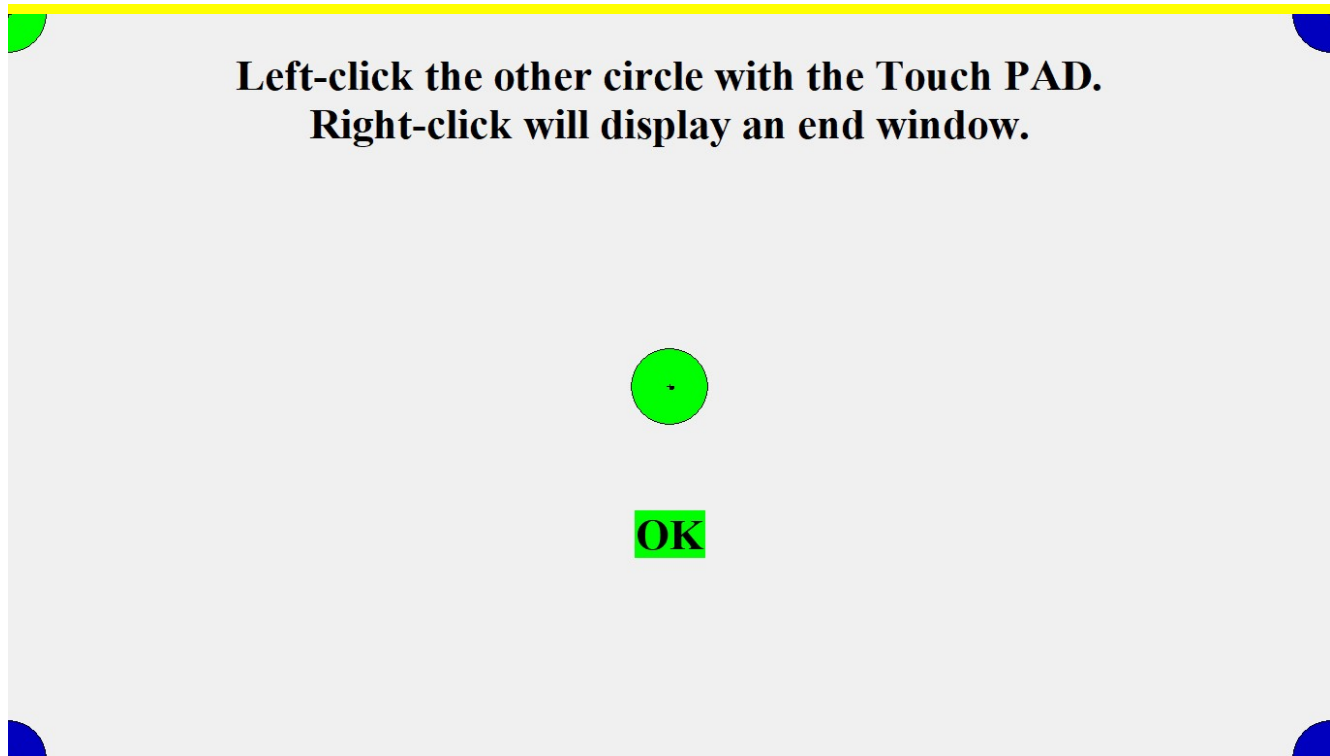 Left-click the other circle with the Touch PAD.
Right-click will display an end window.
OK